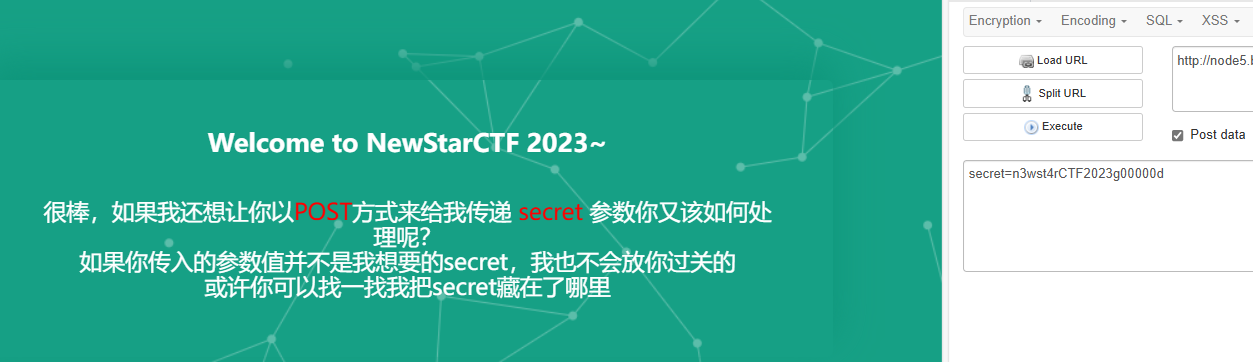 Welcome to NewStarCTF 2023~
很棒，如果我还想让你以POST方式来给我传递 secret 参数你又该如何处
理呢？
如果你传入的参数值并不是我想要的secret，我也不会放你过关的
或许你可以找一找我把secret藏在了哪里
Encryption Encoding SQL XSS
Load URL
http://node5.b
Split URL
Execute
Post data
secret=n3wst4rCTF2023g00000d